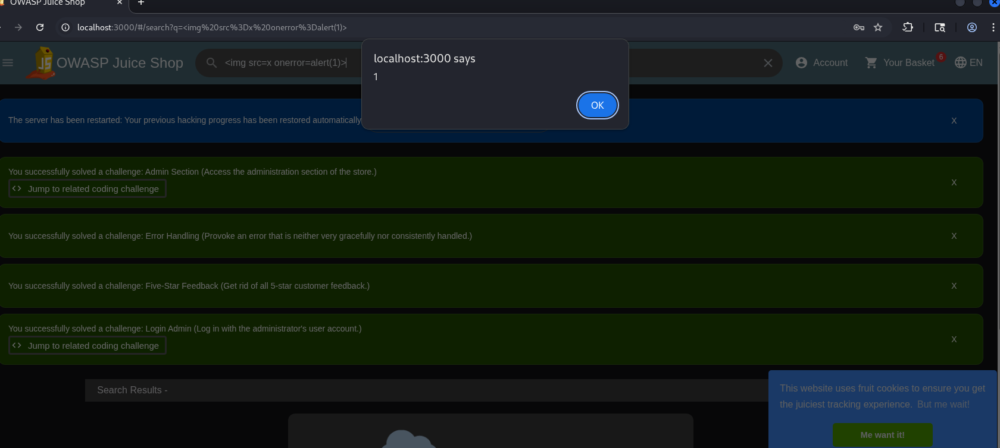 OWASP Juice Shop
localhost:3000/#/search?q=<img%20src%3Dx%20onerror%3Dalert(1)>
localhost:3000 says
1
OK
JS OWASP Juice Shop
<img src=x onerror=alert(1)>
Account
Your Basket
6
EN
The server has been restarted: Your previous hacking progress has been restored automatically
X
You successfully solved a challenge: Admin Section (Access the administration section of the store.)
<> Jump to related coding challenge
X
You successfully solved a challenge: Error Handling (Provoke an error that is neither very gracefully nor consistently handled.)
X
You successfully solved a challenge: Five-Star Feedback (Get rid of all 5-star customer feedback.)
X
You successfully solved a challenge: Login Admin (Log in with the administrator's user account.)
<> Jump to related coding challenge
X
Search Results -
This website uses fruit cookies to ensure you get
the juiciest tracking experience. But me wait!
Me want it!